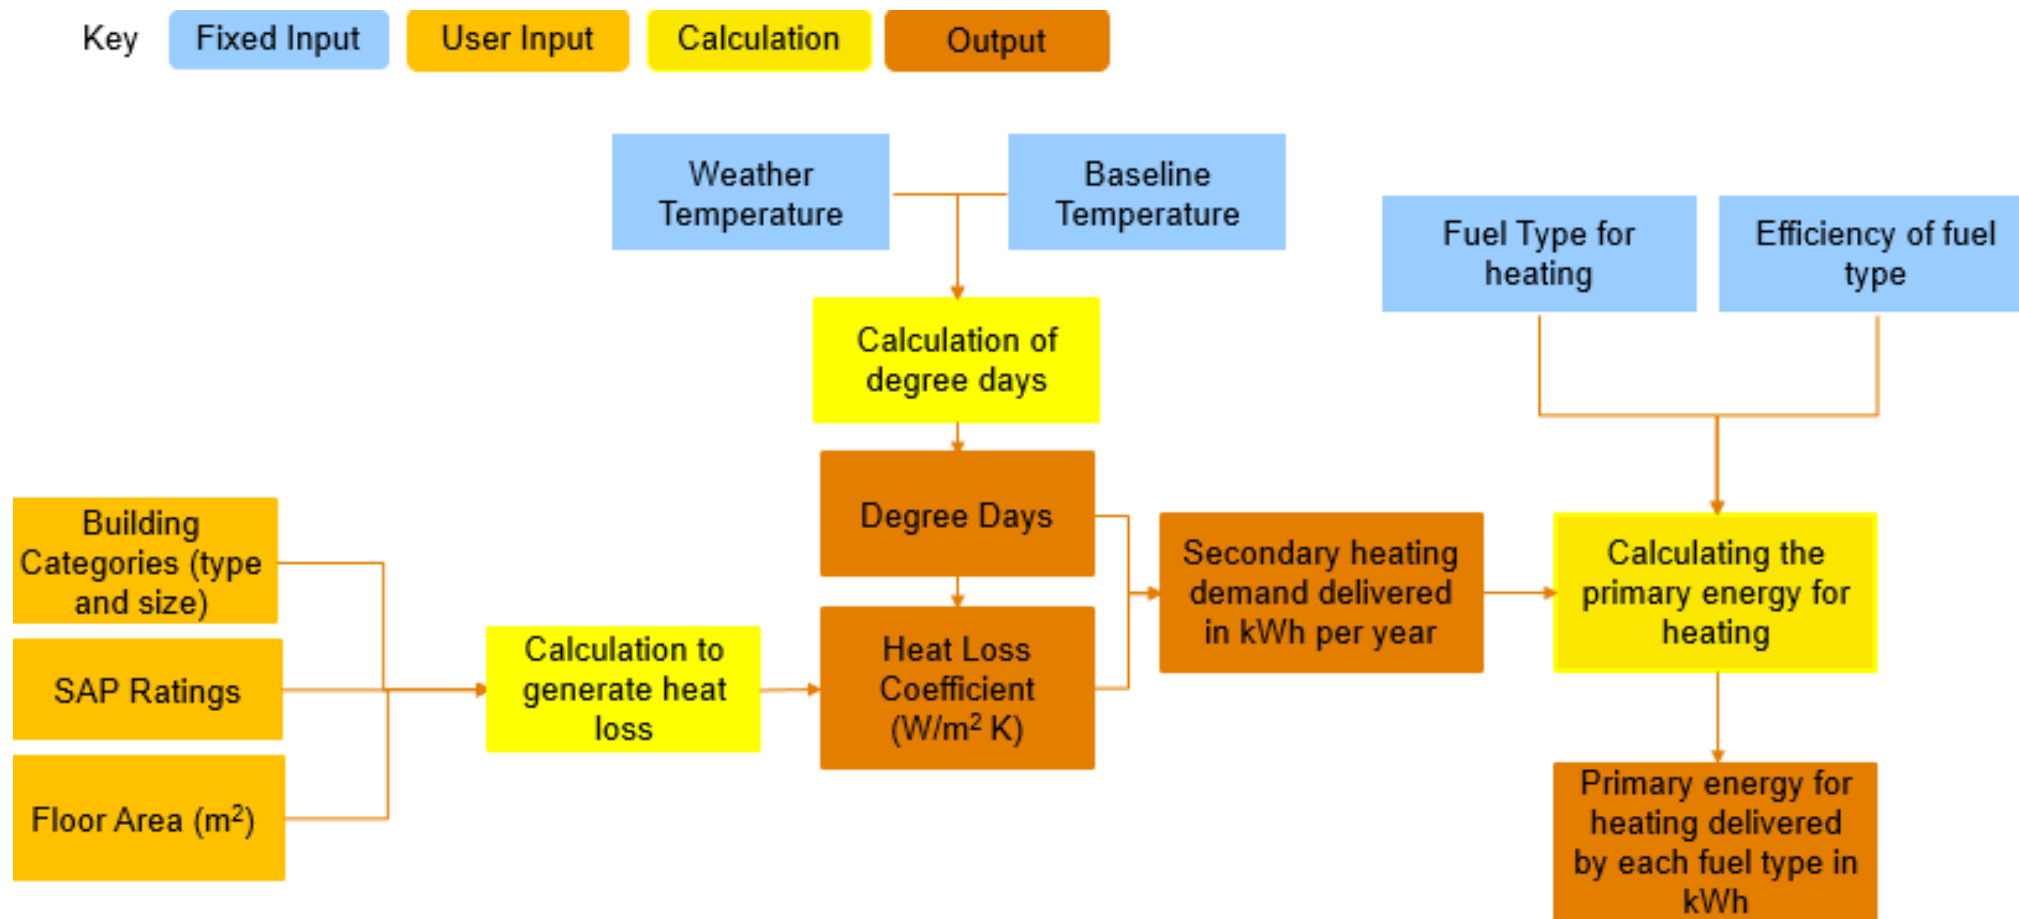 Key
Fixed Input
User Input
Calculation
Output
Weather
Temperature
Baseline
Temperature
Fuel Type for
heating
Efficiency of fuel
type
Calculation of
degree days
Degree Days
Building
Categories (type
and size)
SAP Ratings
Floor Area (m²)
Calculation to
generate heat
loss
Heat Loss
Coefficient
(W/m² K)
Secondary heating
demand delivered
in kWh per year
Calculating the
primary energy for
heating
Primary energy for
heating delivered
by each fuel type in
kWh